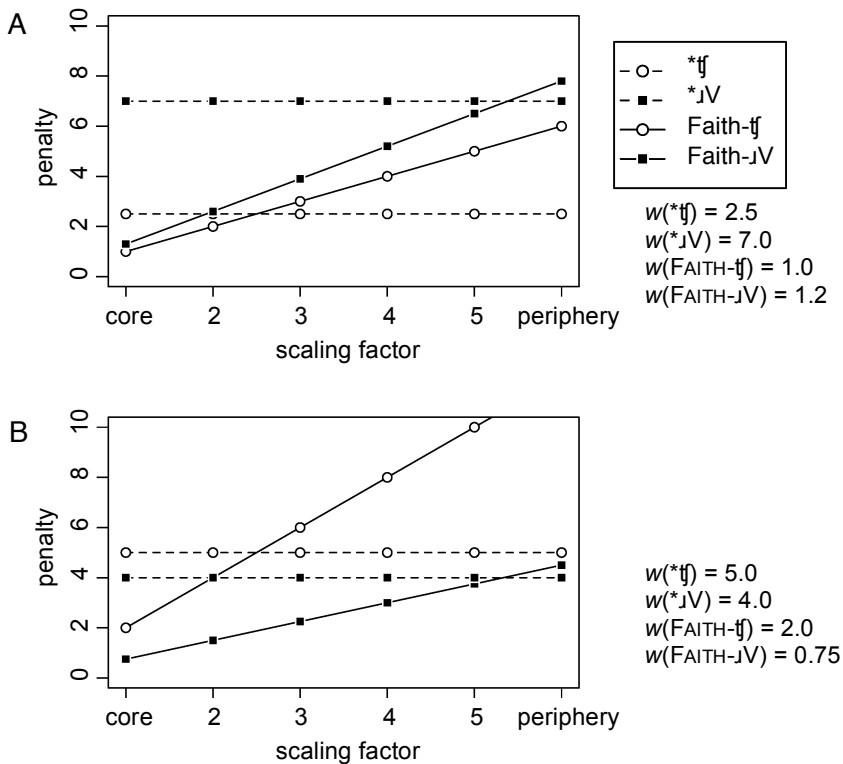 A
10
8
6
4
2
0
penalty
core 2 3 4 5 periphery
scaling factor
*t͡ʃ
*ɹV
Faith-t͡ʃ
Faith-ɹV
w(*t͡ʃ) = 2.5
w(*ɹV) = 7.0
w(FAITH-t͡ʃ) = 1.0
w(FAITH-ɹV) = 1.2
B
10
8
6
4
2
0
penalty
core 2 3 4 5 periphery
scaling factor
w(*t͡ʃ) = 5.0
w(*ɹV) = 4.0
w(FAITH-t͡ʃ) = 2.0
w(FAITH-ɹV) = 0.75